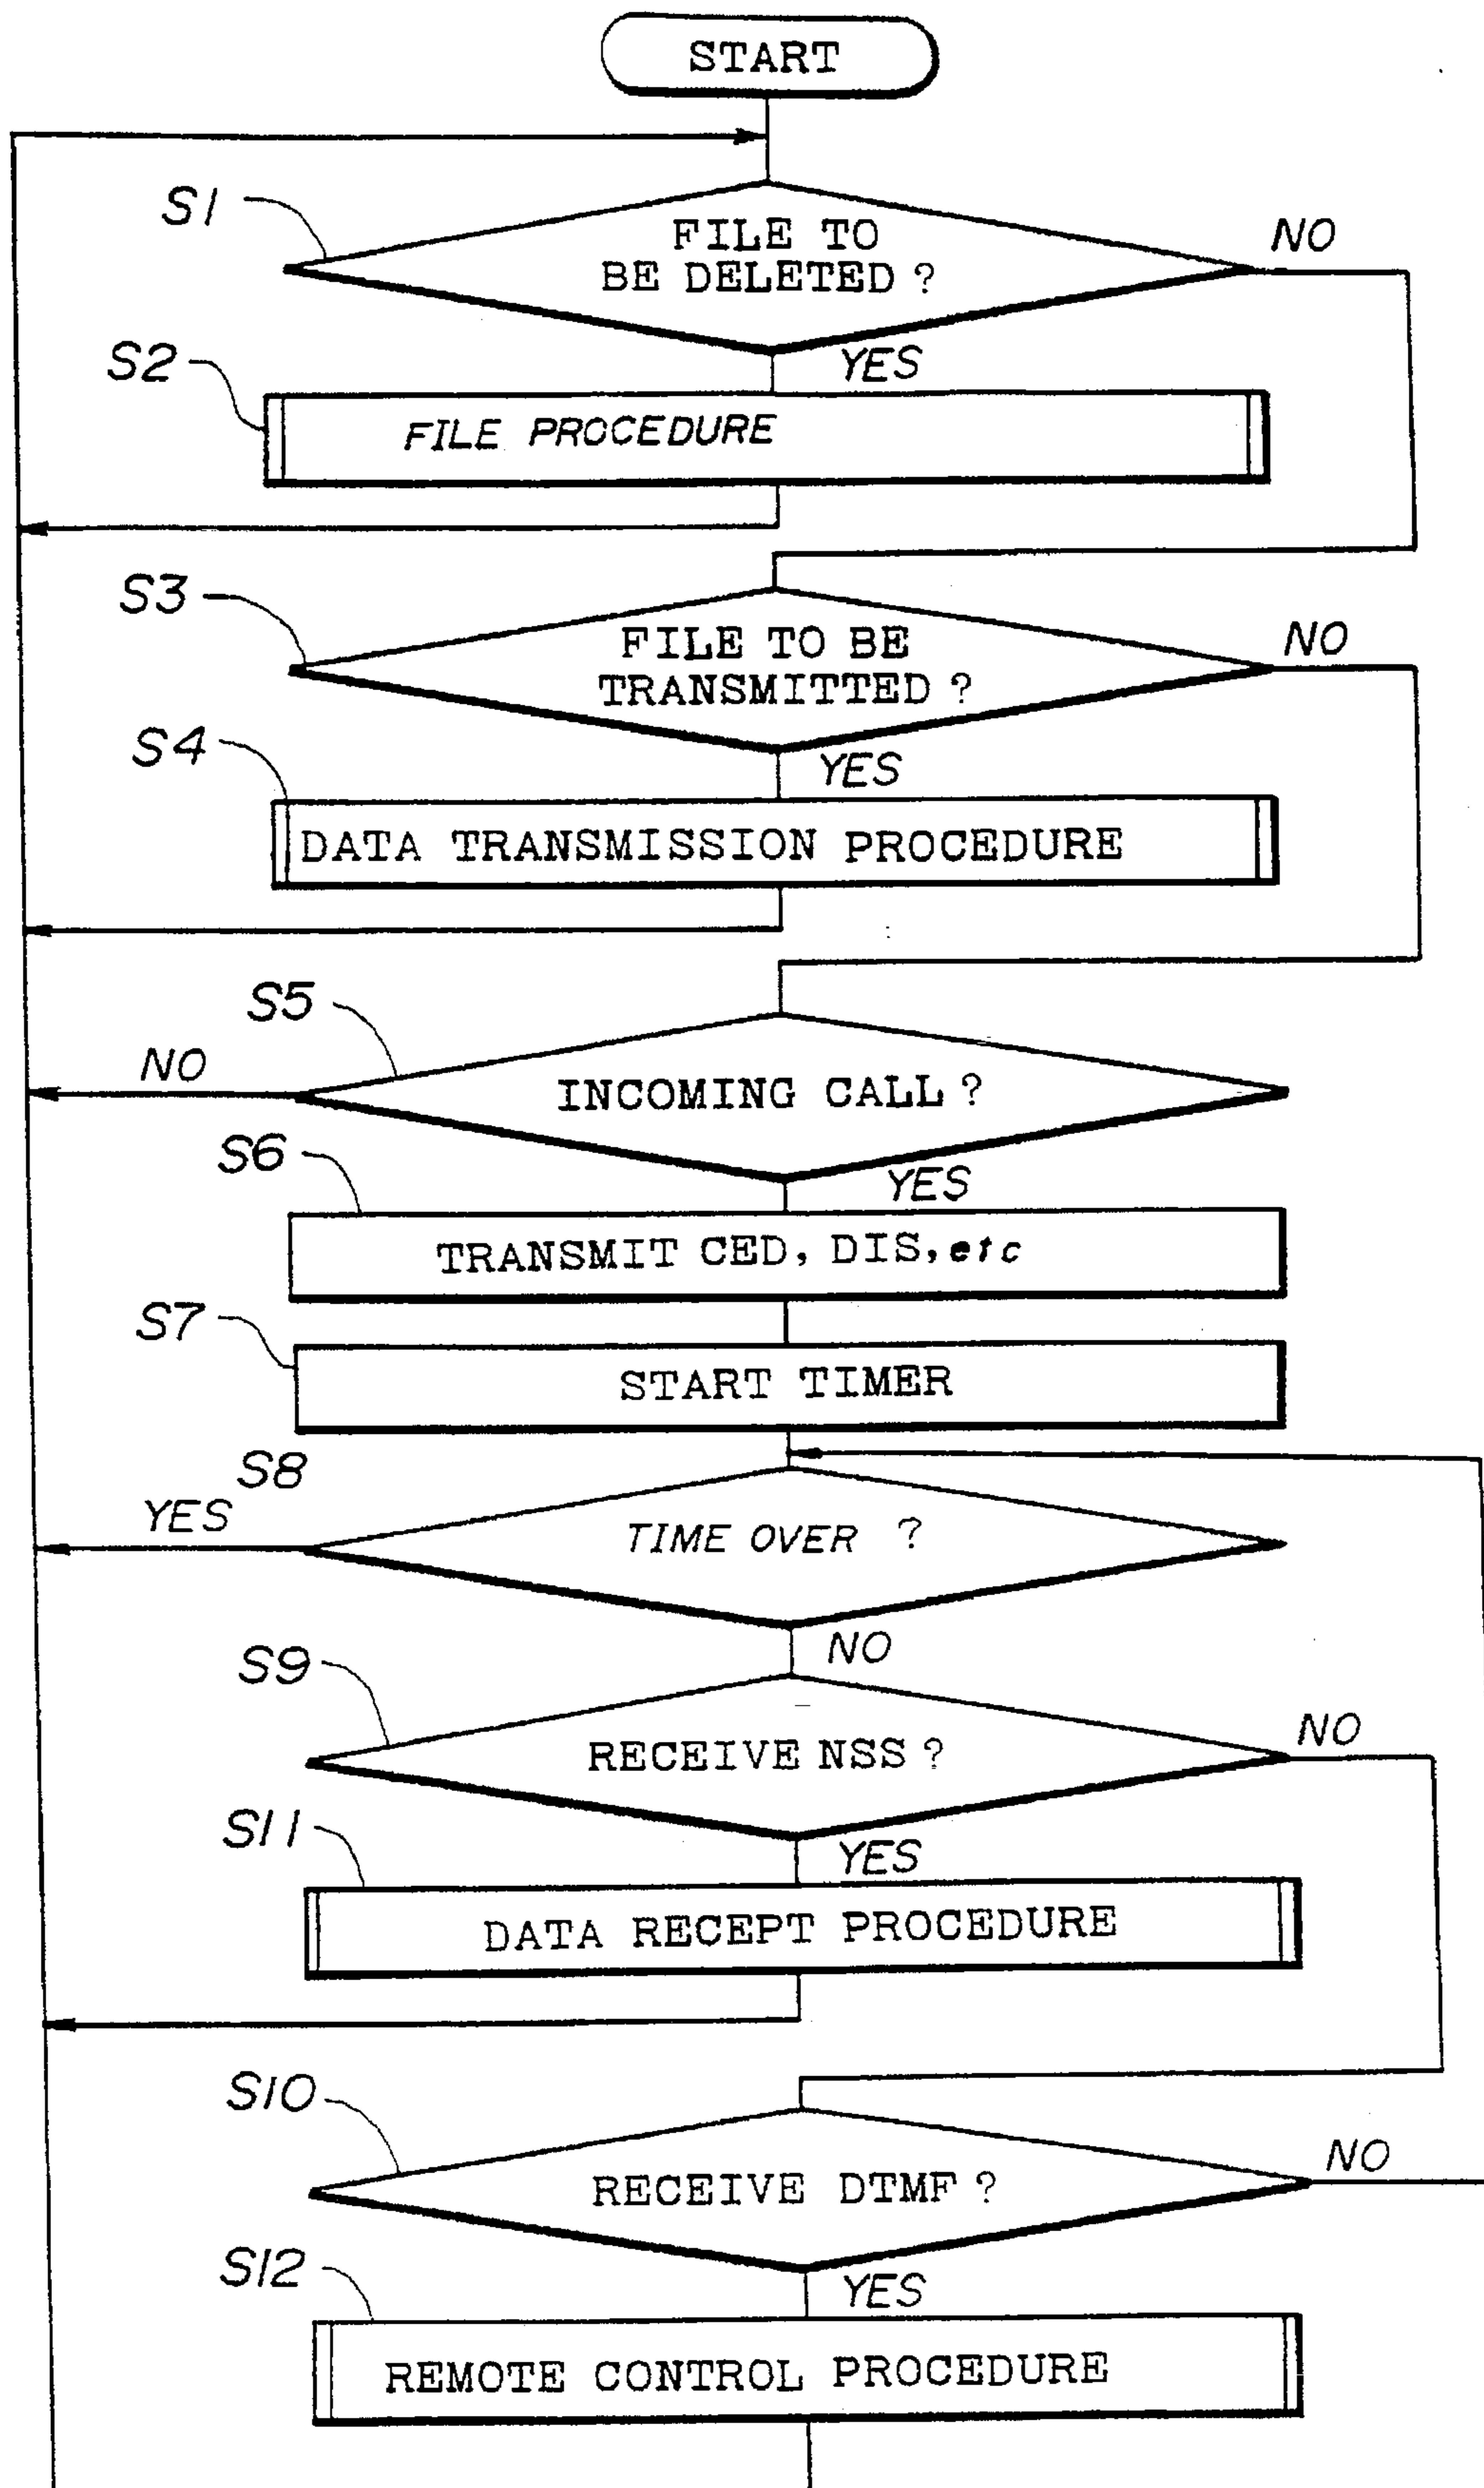 START
S1
FILE TO
BE DELETED ?
NO
YES
S2
FILE PROCEDURE
S3
FILE TO BE
TRANSMITTED ?
NO
YES
S4
DATA TRANSMISSION PROCEDURE
S5
NO
INCOMING CALL ?
YES
S6
TRANSMIT CED, DIS, etc
S7
START TIMER
S8
YES
TIME OVER ?
NO
S9
RECEIVE NSS ?
NO
YES
S11
DATA RECEPT PROCEDURE
S10
RECEIVE DTMF ?
NO
YES
S12
REMOTE CONTROL PROCEDURE